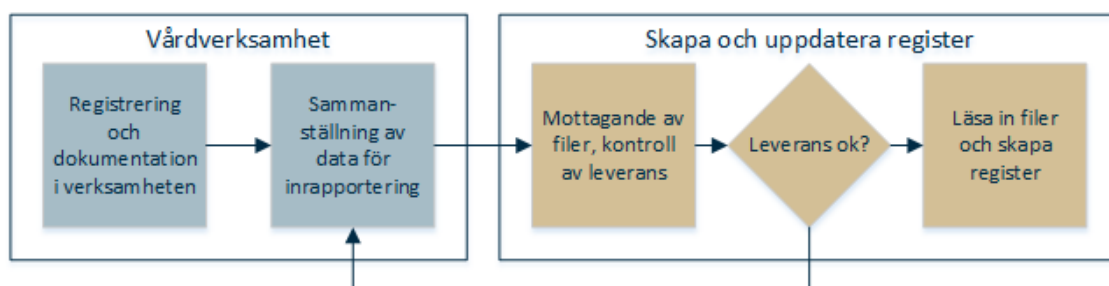 Vårdverksamhet
Registrering
och
dokumentation
i verksamheten
Samman-
ställning av
data för
inrapportering
Skapa och uppdatera register
Mottagande av
filer, kontroll
av leverans
Leverans ok?
Läsa in filer
och skapa
register